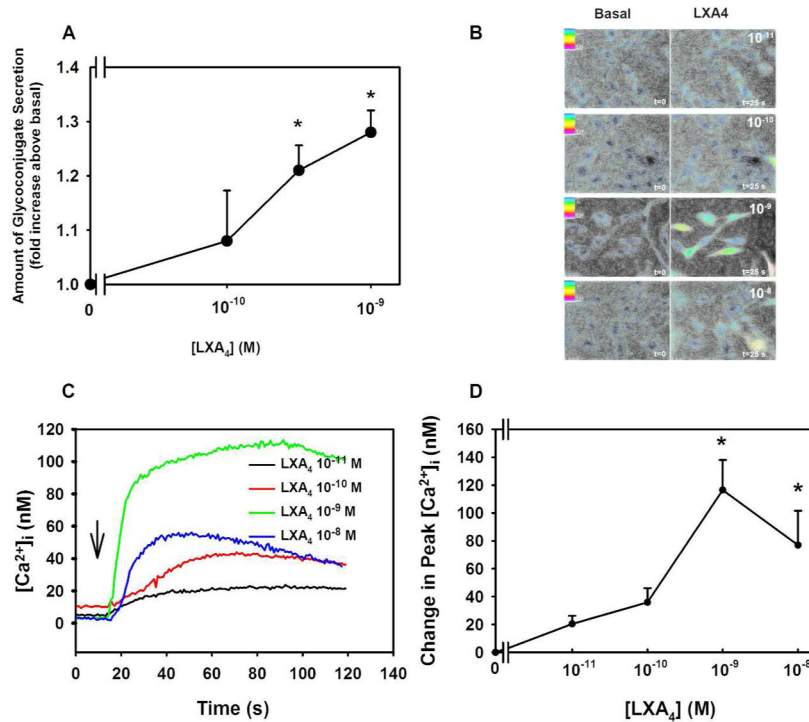 A
Amount of Glycoconjugate Secretion
(fold increase above basal)
1.4
1.3
1.2
1.1
1.0
*
*
0
10⁻¹⁰
10⁻⁹
[LXA₄] (M)
B
Basal
LXA4
10⁻¹¹
t=0
t=25 s
10⁻¹⁰
t=0
t=25 s
10⁻⁹
t=0
t=25 s
10⁻⁸
t=0
t=25 s
C
[Ca²⁺]ᵢ (nM)
120
100
80
60
40
20
0
LXA₄ 10⁻¹¹ M
LXA₄ 10⁻¹⁰ M
LXA₄ 10⁻⁹ M
LXA₄ 10⁻⁸ M
0 20 40 60 80 100 120 140
Time (s)
D
Change in Peak [Ca²⁺]ᵢ (nM)
160
140
120
100
80
60
40
20
0
*
*
0
10⁻¹¹
10⁻¹⁰
10⁻⁹
10⁻⁸
[LXA₄] (M)